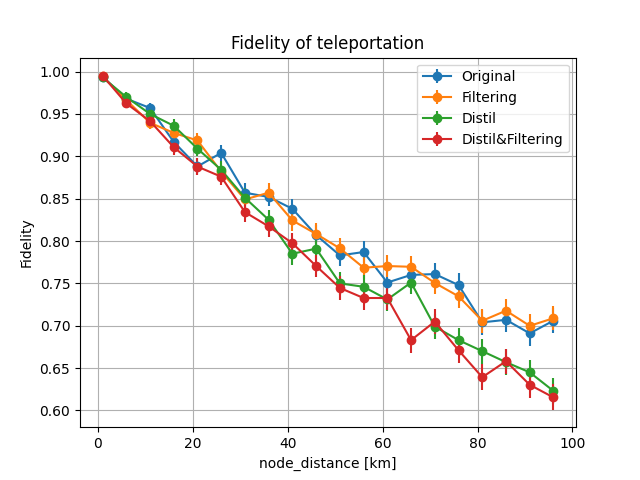 Fidelity of teleportation
Original
Filtering
Distil
Distil&Filtering
1.00
0.95
0.90
0.85
0.80
0.75
0.70
0.65
0.60
Fidelity
0
20
40
60
80
100
node_distance [km]